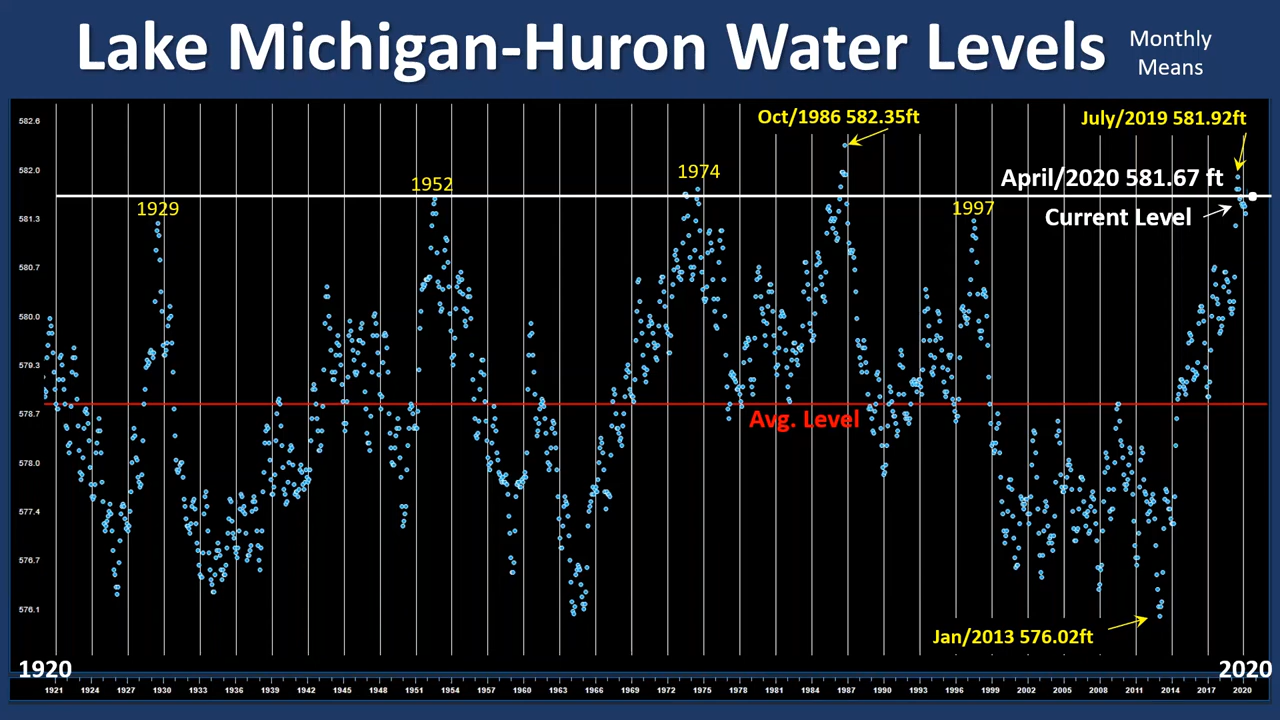 Lake Michigan-Huron Water Levels
Monthly
Means
Oct/1986 582.35ft
July/2019 581.92ft
582.6
582.0
581.3
580.7
580.0
579.3
578.7
578.0
577.4
576.7
576.1
1929
1952
1974
1997
April/2020 581.67 ft
Current Level
Avg. Level
Jan/2013 576.02ft
1920
2020
1921 1924 1927 1930 1933 1936 1939 1942 1945 1948 1951 1954 1957 1960 1963 1966 1969 1972 1975 1978 1981 1984 1987 1990 1993 1996 1999 2002 2005 2008 2011 2014 2017 2020